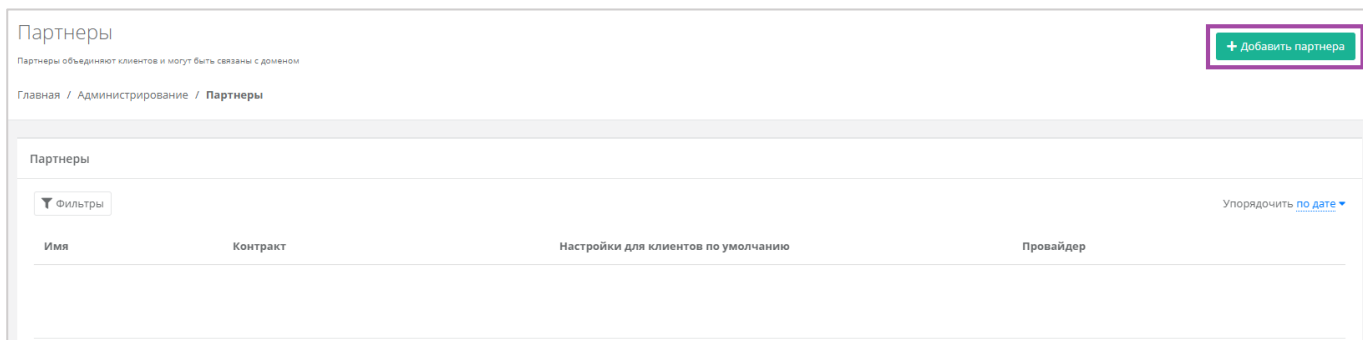 Партнеры
+ Добавить партнера
Партнеры объединяют клиентов и могут быть связаны с доменом
Главная / Администрирование / Партнеры
Партнеры
Фильтры
Упорядочить по дате
Имя Контракт Настройки для клиентов по умолчанию Провайдер